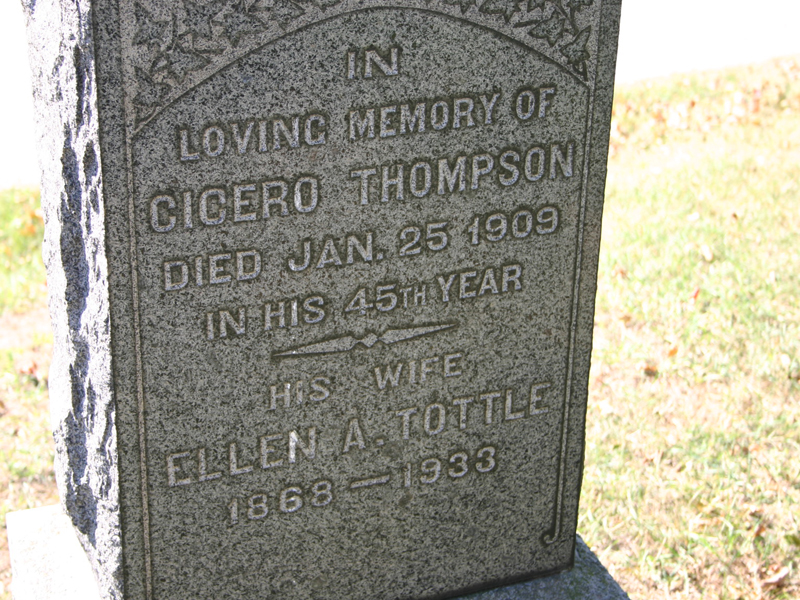 IN
LOVING MEMORY OF
CICERO THOMPSON
DIED JAN. 25 1909
IN HIS 45TH YEAR
HIS WIFE
ELLEN A. TOTTLE
1868 — 1933